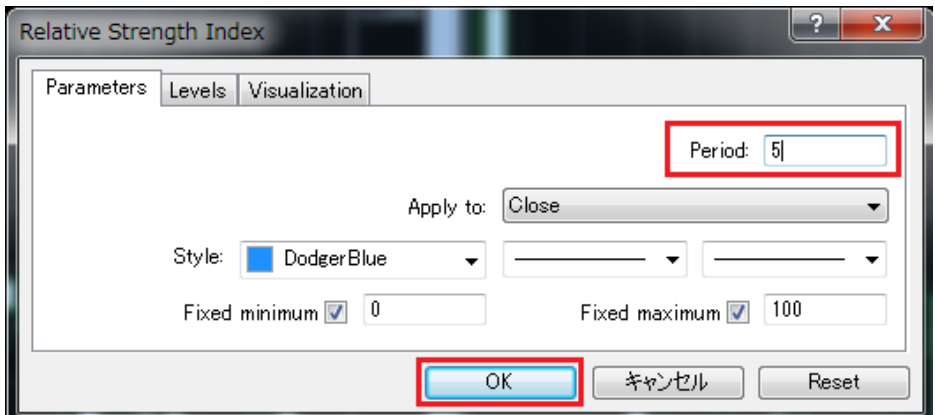 Relative Strength Index
Parameters Levels Visualization
Period: 5
Apply to: Close
Style: DodgerBlue
Fixed minimum 0 Fixed maximum 100
OK キャンセル Reset